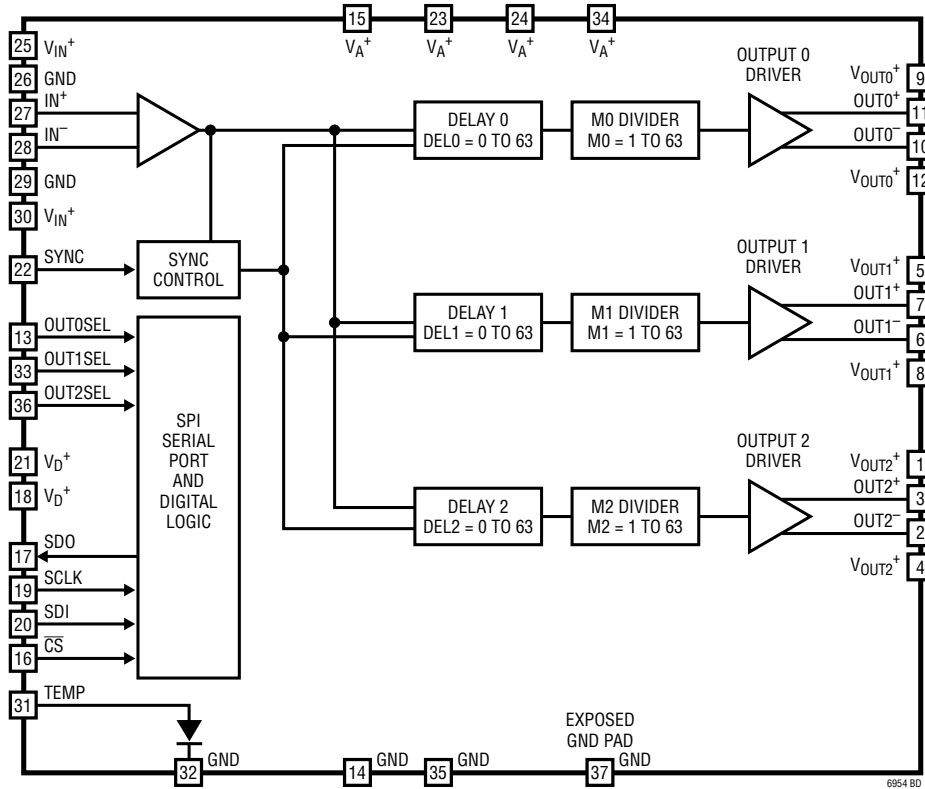 15 23 24 34
V_A^+ V_A^+ V_A^+ V_A^+
25 V_IN^+
26 GND
27 IN^+
28 IN^−
29 GND
30 V_IN^+
22 SYNC
SYNC
CONTROL
13 OUT0SEL
33 OUT1SEL
36 OUT2SEL
21 V_D^+
18 V_D^+
17 SDO
19 SCLK
20 SDI
16 C̅S̅
SPI
SERIAL
PORT
AND
DIGITAL
LOGIC
31 TEMP
DELAY 0
DEL0 = 0 TO 63
M0 DIVIDER
M0 = 1 TO 63
OUTPUT 0
DRIVER
V_OUT0^+ 9
OUT0^+ 11
OUT0^− 10
V_OUT0^+ 12
DELAY 1
DEL1 = 0 TO 63
M1 DIVIDER
M1 = 1 TO 63
OUTPUT 1
DRIVER
V_OUT1^+ 5
OUT1^+ 7
OUT1^− 6
V_OUT1^+ 8
DELAY 2
DEL2 = 0 TO 63
M2 DIVIDER
M2 = 1 TO 63
OUTPUT 2
DRIVER
V_OUT2^+ 1
OUT2^+ 3
OUT2^− 2
V_OUT2^+ 4
32 GND
14 GND
35 GND
EXPOSED
GND PAD
37 GND
6954 BD